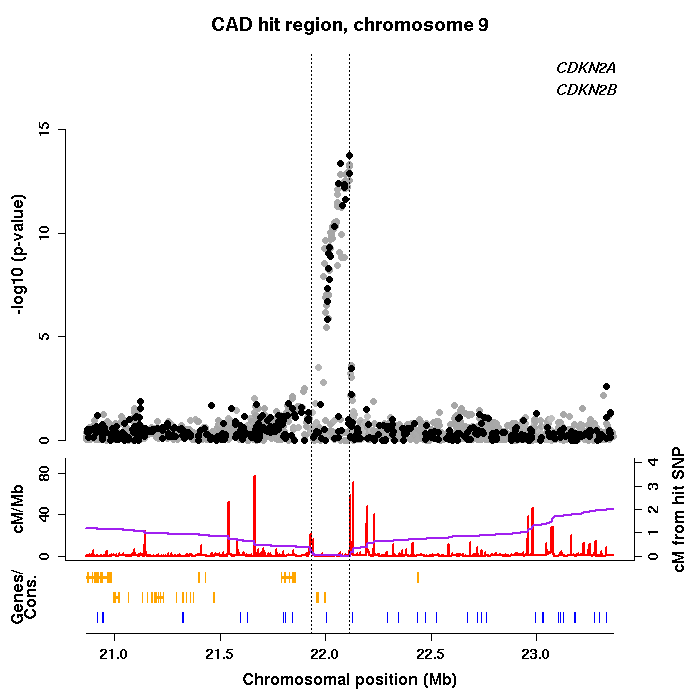 CAD hit region, chromosome 9
CDKN2A
CDKN2B
15
10
5
0
-log10 (p-value)
80
40
0
cM/Mb
4
3
2
1
0
cM from hit SNP
Genes/
Cons.
21.0 21.5 22.0 22.5 23.0
Chromosomal position (Mb)